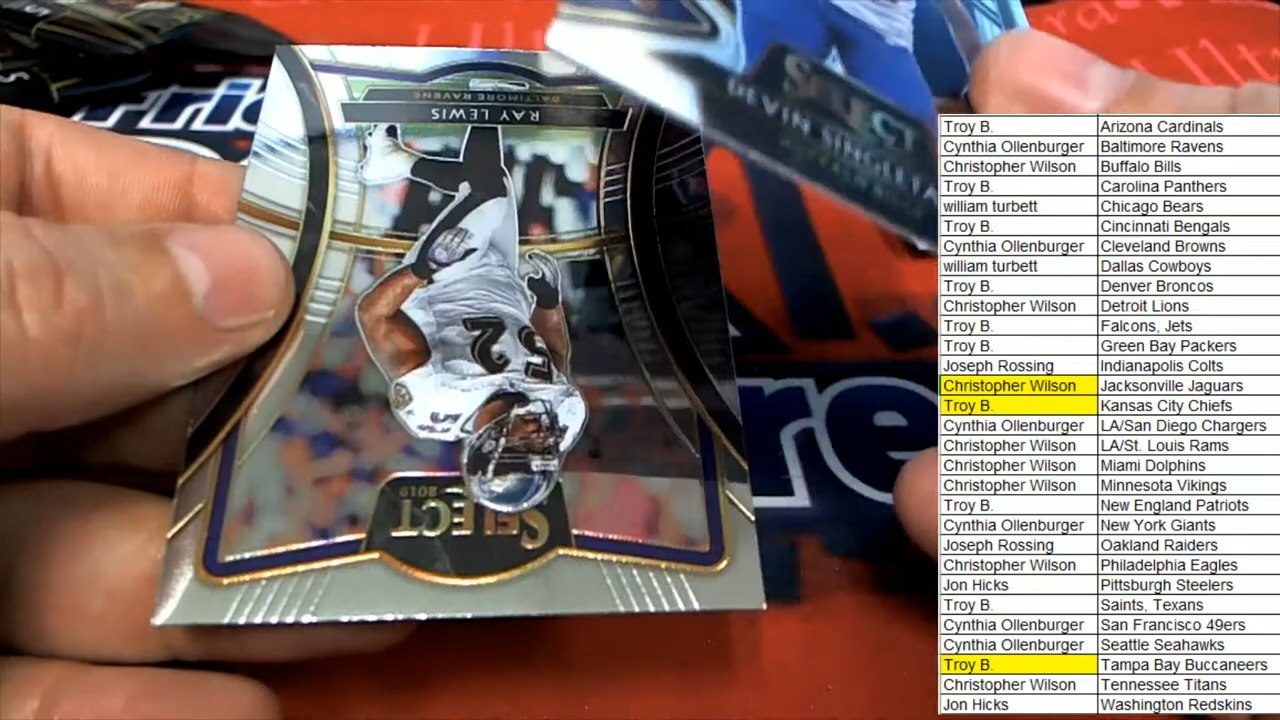 RAY LEWIS
BALTIMORE RAVENS
52
SELECT
2019
DEVIN SINGLETA
Troy B. Arizona Cardinals
Cynthia Ollenburger Baltimore Ravens
Christopher Wilson Buffalo Bills
Troy B. Carolina Panthers
william turbett Chicago Bears
Troy B. Cincinnati Bengals
Cynthia Ollenburger Cleveland Browns
william turbett Dallas Cowboys
Troy B. Denver Broncos
Christopher Wilson Detroit Lions
Troy B. Falcons, Jets
Troy B. Green Bay Packers
Joseph Rossing Indianapolis Colts
Christopher Wilson Jacksonville Jaguars
Troy B. Kansas City Chiefs
Cynthia Ollenburger LA/San Diego Chargers
Christopher Wilson LA/St. Louis Rams
Christopher Wilson Miami Dolphins
Christopher Wilson Minnesota Vikings
Troy B. New England Patriots
Cynthia Ollenburger New York Giants
Joseph Rossing Oakland Raiders
Christopher Wilson Philadelphia Eagles
Jon Hicks Pittsburgh Steelers
Troy B. Saints, Texans
Cynthia Ollenburger San Francisco 49ers
Cynthia Ollenburger Seattle Seahawks
Troy B. Tampa Bay Buccaneers
Christopher Wilson Tennessee Titans
Jon Hicks Washington Redskins